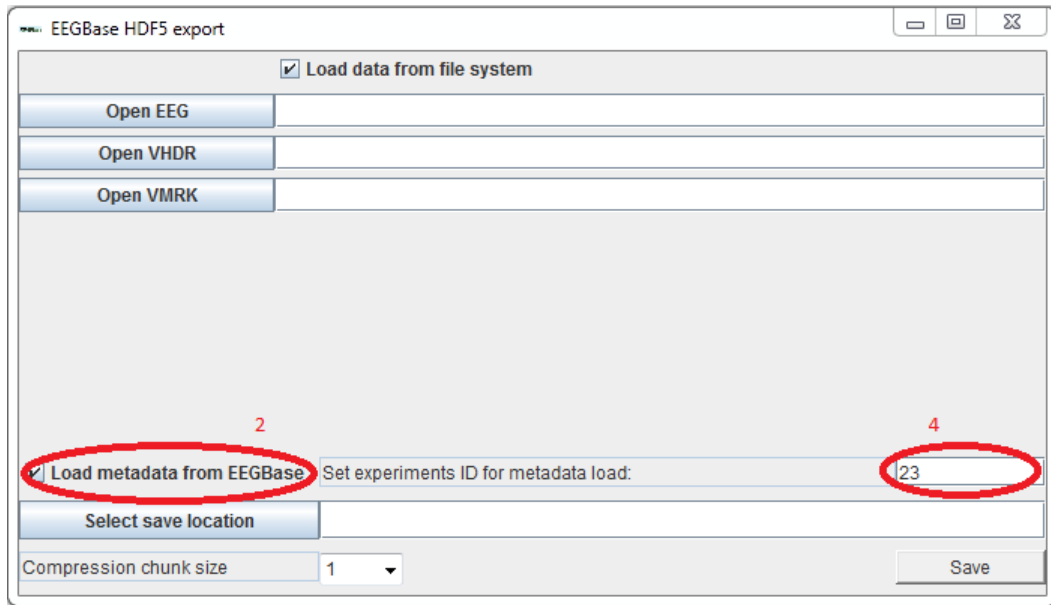 EEGBase HDF5 export
Load data from file system
Open EEG
Open VHDR
Open VMRK
2
4
Load metadata from EEGBase Set experiments ID for metadata load: 23
Select save location
Compression chunk size 1 Save